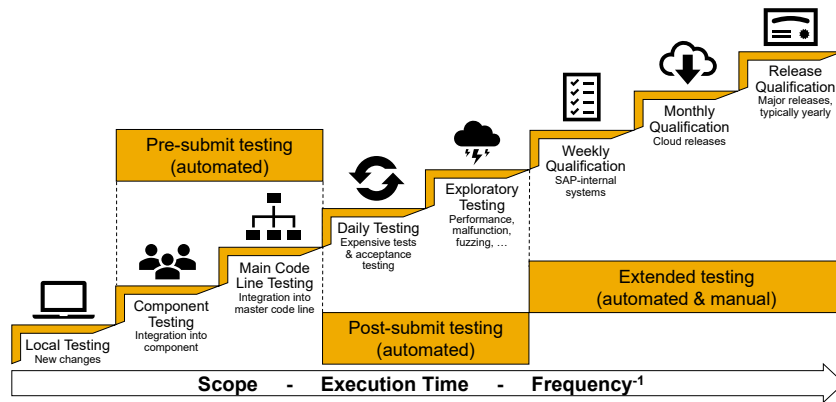 Local Testing
New changes
Component
Testing
Integration into
component
Main Code
Line Testing
Integration into
master code line
Pre-submit testing
(automated)
Daily Testing
Expensive tests
& acceptance
testing
Exploratory
Testing
Performance,
malfunction,
fuzzing, ...
Post-submit testing
(automated)
Weekly
Qualification
SAP-internal
systems
Monthly
Qualification
Cloud releases
Release
Qualification
Major releases,
typically yearly
Extended testing
(automated & manual)
Scope - Execution Time - Frequency⁻¹